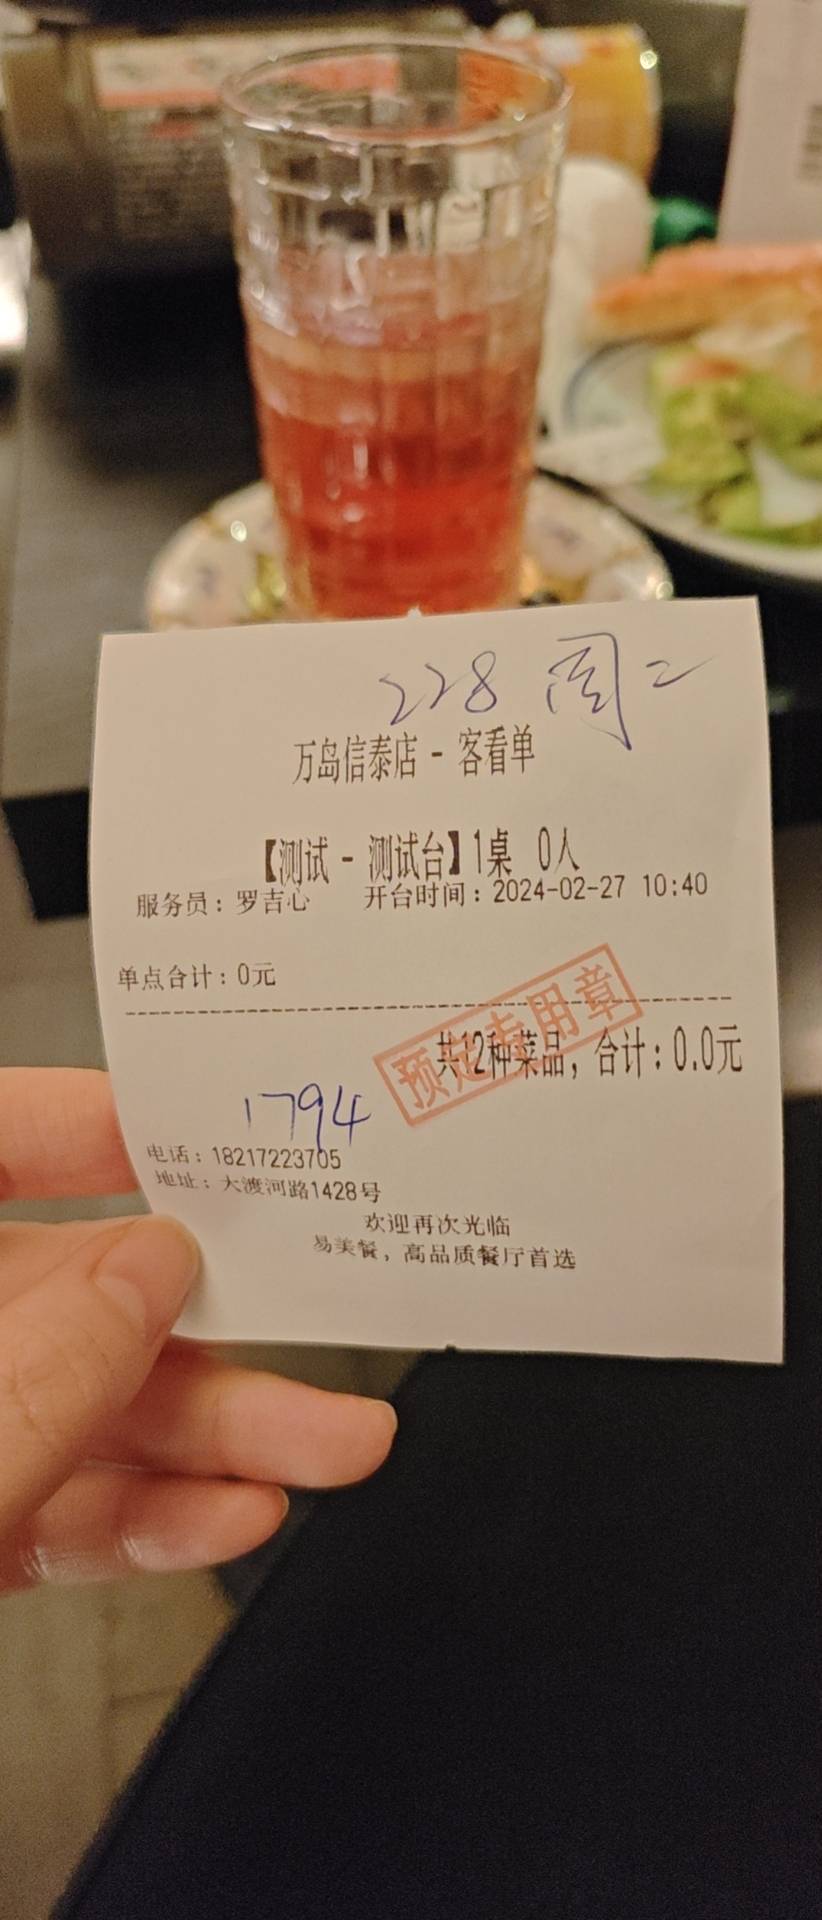 228 周二
万岛信泰店 - 客看单
【测试 - 测试台】1桌 0人
服务员：罗吉心 开台时间：2024-02-27 10:40
单点合计：0元
共12种菜品，合计：0.0元
预定专用章
1794
电话：18217223705
地址：大渡河路1428号
欢迎再次光临
易美餐，高品质餐厅首选